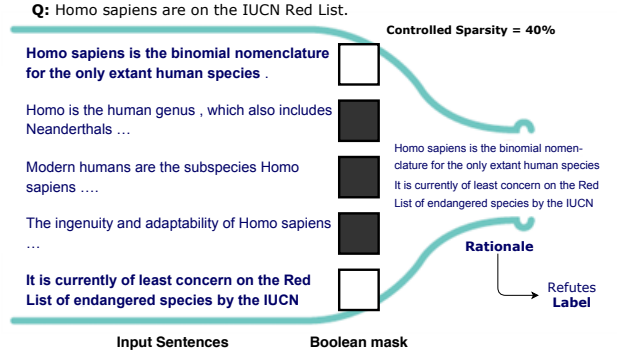 Q: Homo sapiens are on the IUCN Red List.
Controlled Sparsity = 40%
Homo sapiens is the binomial nomenclature
for the only extant human species .
Homo is the human genus , which also includes
Neanderthals …
Modern humans are the subspecies Homo
sapiens ….
The ingenuity and adaptability of Homo sapiens
…
It is currently of least concern on the Red
List of endangered species by the IUCN
Homo sapiens is the binomial nomen-
clature for the only extant human species
It is currently of least concern on the Red
List of endangered species by the IUCN
Rationale
Refutes
Label
Input Sentences
Boolean mask